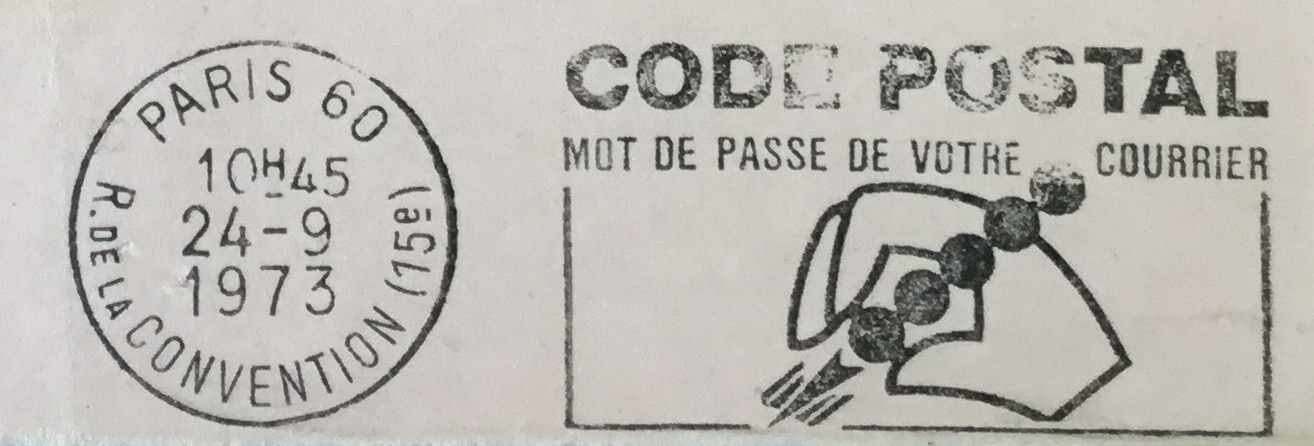 PARIS 60
10H45
24-9
1973
R. DE LA CONVENTION (15e)
CODE POSTAL
MOT DE PASSE DE VOTRE COURRIER